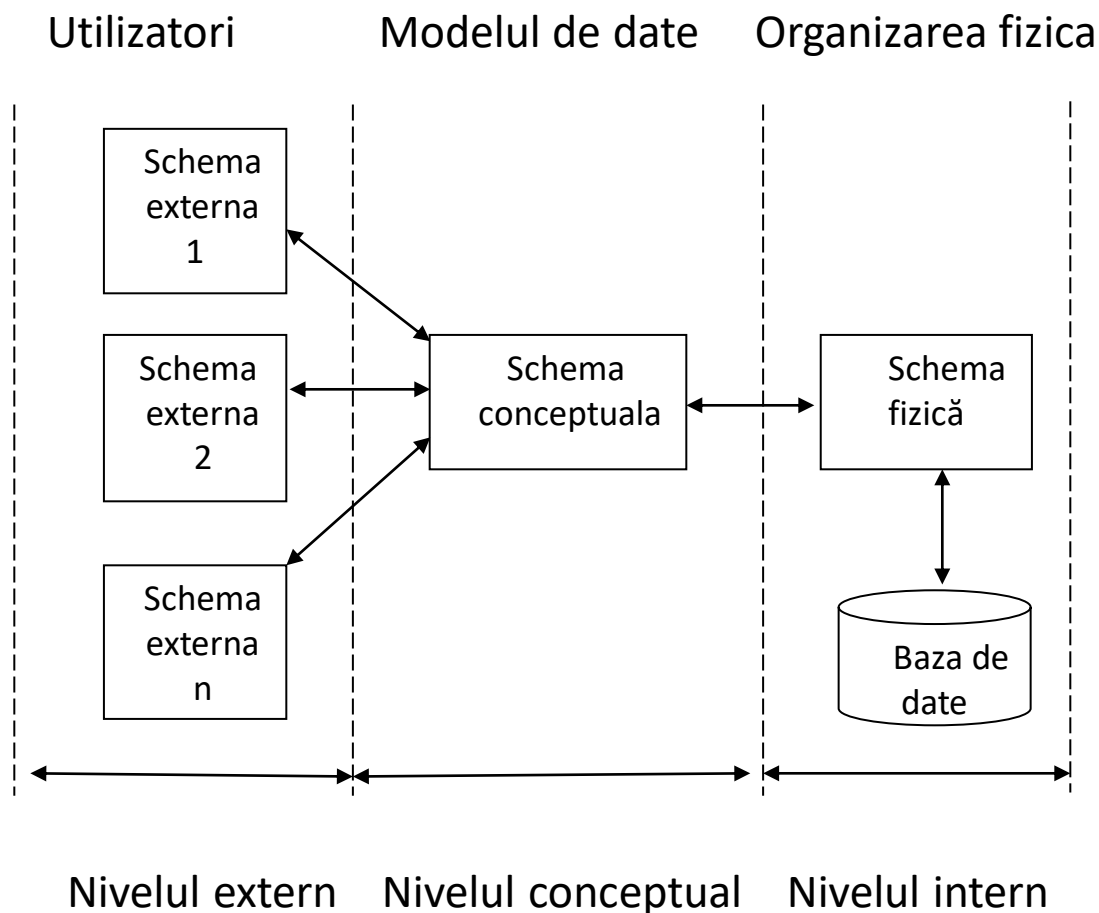 Utilizatori
Modelul de date
Organizarea fizica
Schema
externa
1
Schema
externa
2
Schema
externa
n
Schema
conceptuala
Schema
fizică
Baza de
date
Nivelul extern
Nivelul conceptual
Nivelul intern